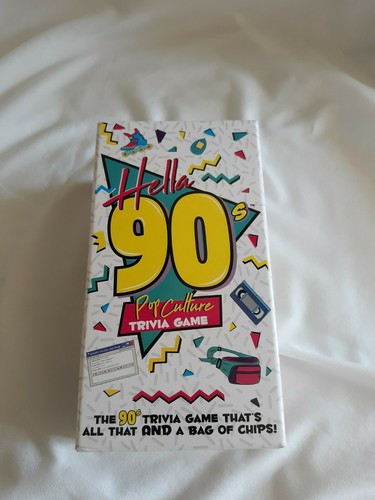 Hella
90s
Pop Culture
TRIVIA GAME
THE 90s TRIVIA GAME THAT'S
ALL THAT AND A BAG OF CHIPS!